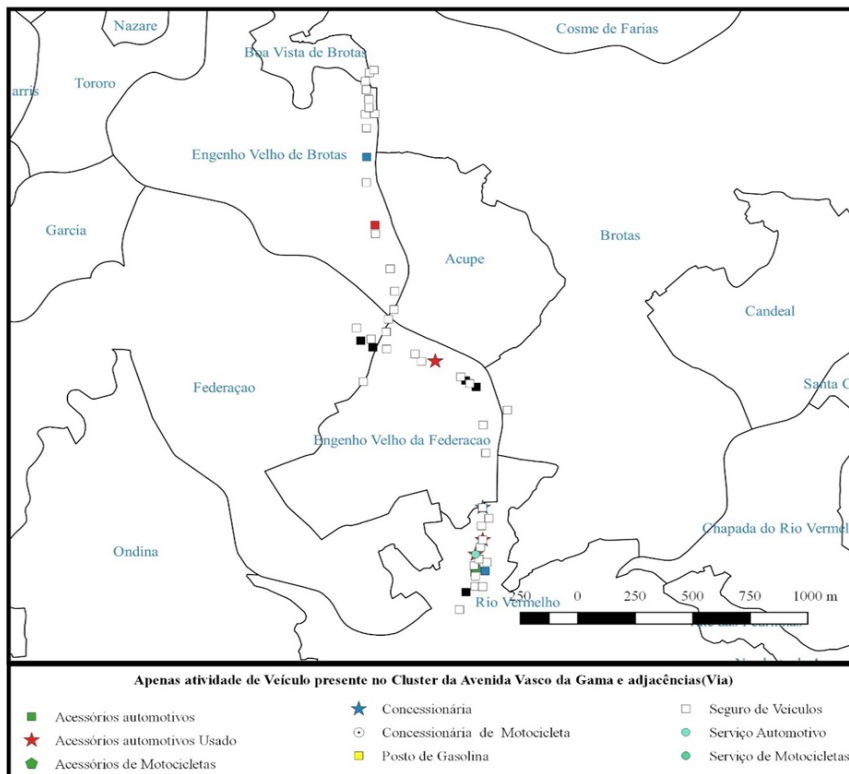 Nazare
Cosme de Farias
Boa Vista de Brotas
arris
Tororo
Engenho Velho de Brotas
Garcia
Acupe
Brotas
Candeal
Federaçao
Santa C
Engenho Velho da Federacao
Chapada do Rio Vermel
Ondina
250 0 250 500 750 1000 m
Rio Vermelho
Apenas atividade de Veículo presente no Cluster da Avenida Vasco da Gama e adjacências(Via)
Acessórios automotivos
Concessionária
Seguro de Veículos
Acessórios automotivos Usado
Concessionária de Motocicleta
Serviço Automotivo
Acessórios de Motocicletas
Posto de Gasolina
Serviço de Motocicletas